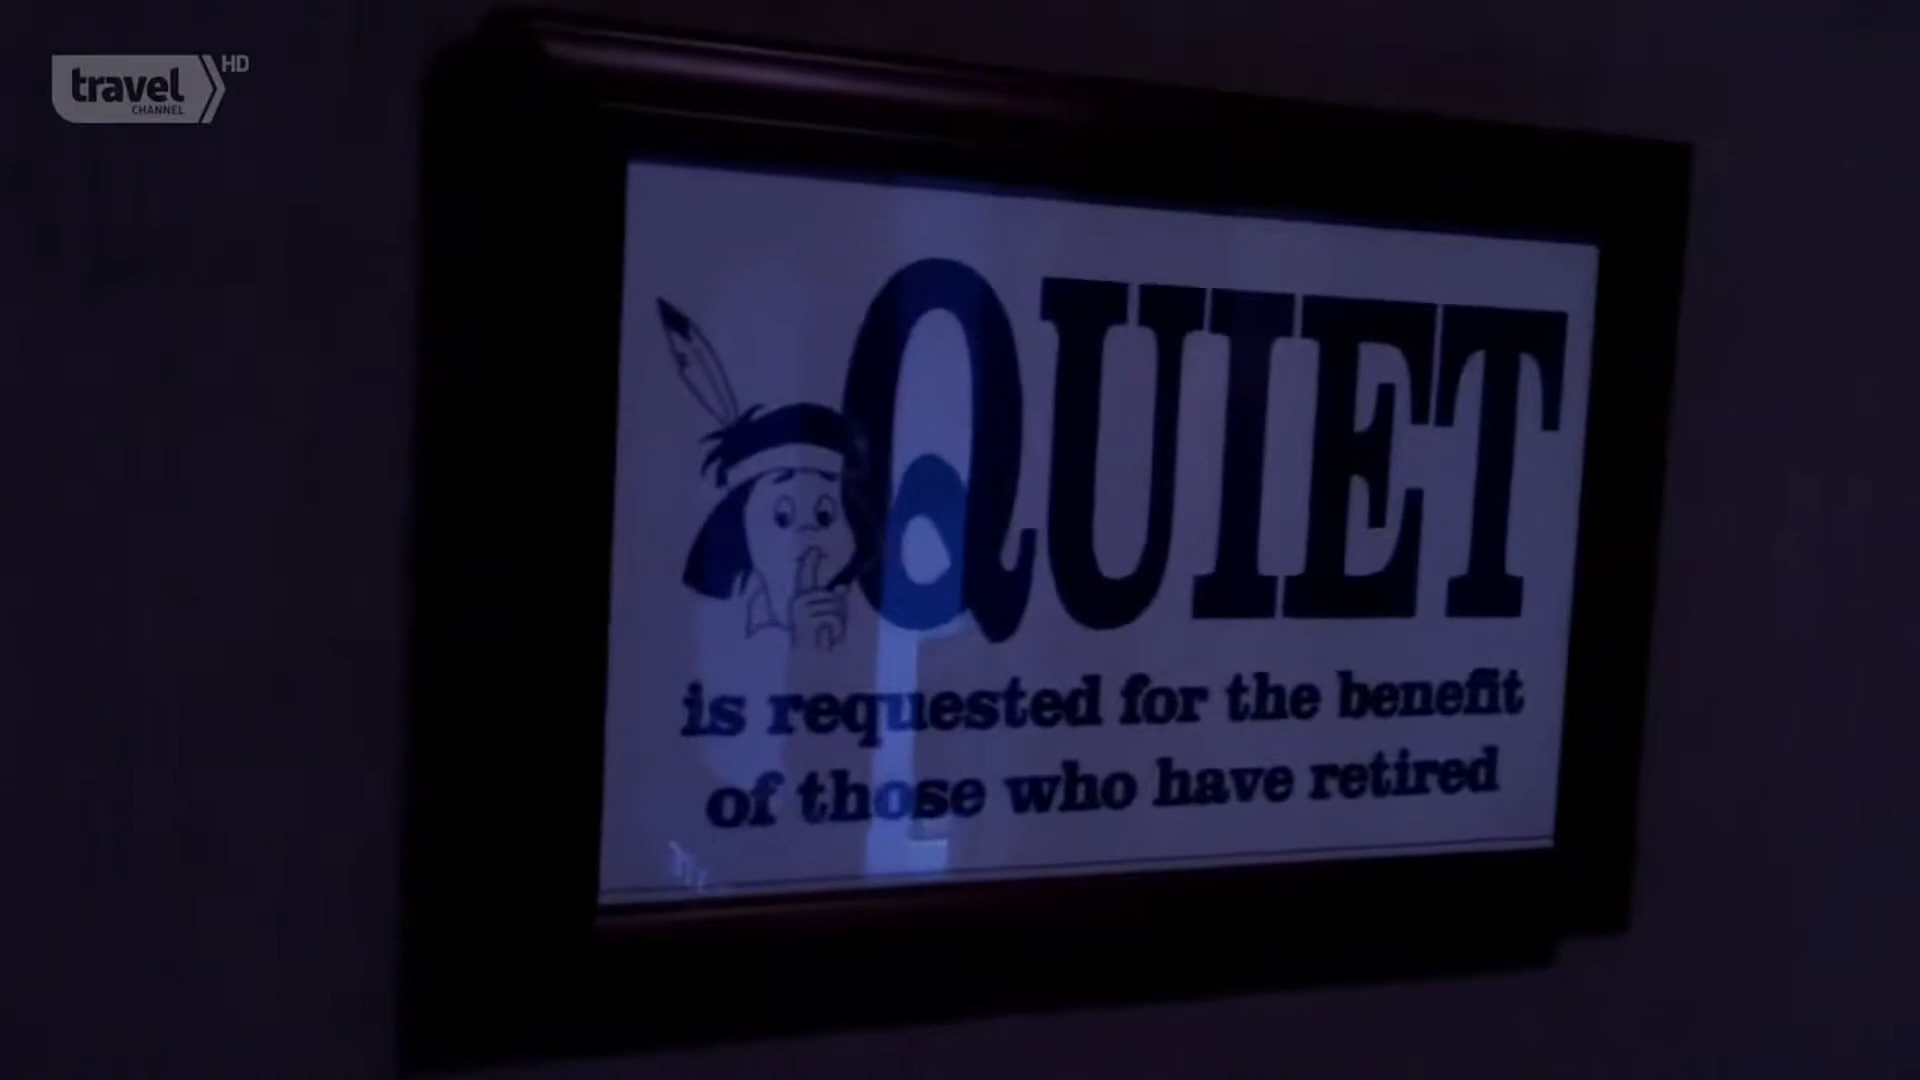 travel HD
CHANNEL
QUIET
is requested for the benefit
of those who have retired